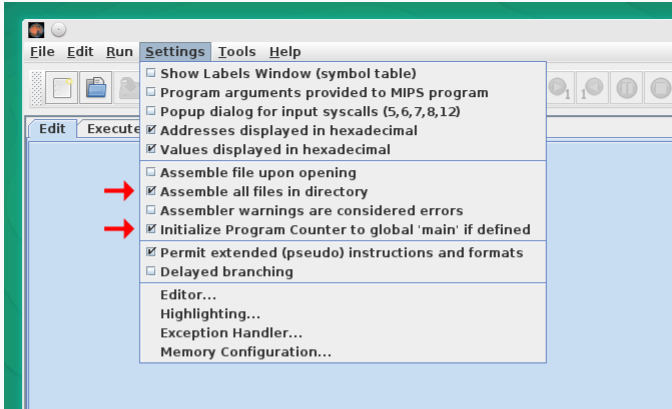 File Edit Run Settings Tools Help
Show Labels Window (symbol table)
Program arguments provided to MIPS program
Popup dialog for input syscalls (5,6,7,8,12)
Addresses displayed in hexadecimal
Values displayed in hexadecimal
Edit Execute
Assemble file upon opening
Assemble all files in directory
Assembler warnings are considered errors
Initialize Program Counter to global 'main' if defined
Permit extended (pseudo) instructions and formats
Delayed branching
Editor...
Highlighting...
Exception Handler...
Memory Configuration...